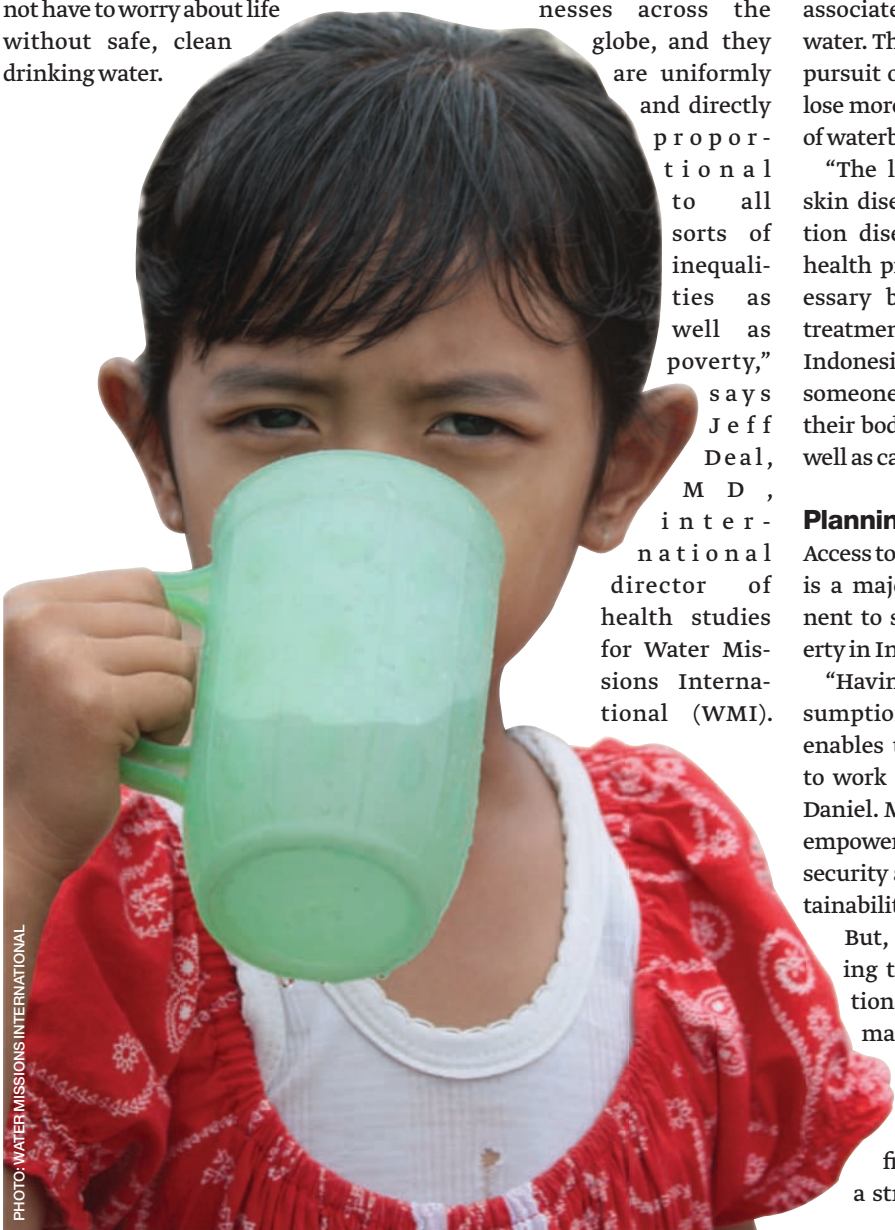 not have to worry about life
without safe, clean
drinking water.
nesses across the
globe, and they
are uniformly
and directly
propor-
tional
to all
sorts of
inequali-
ties as
well as
poverty,”
says
Jeff
Deal,
MD,
inter-
national
director of
health studies
for Water Mis-
sions Interna-
tional (WMI).
associate
water. Th
pursuit o
lose more
of waterb
“The l
skin dise
tion dise
health p
essary b
treatmen
Indonesi
someone
their bod
well as ca
Plannin
Access to
is a maj
nent to s
erty in In
“Havin
sumptio
enables t
to work
Daniel. M
empower
security a
tainabilit
But,
ing t
tion
ma
fi
a str
PHOTO: WATER MISSIONS INTERNATIONAL